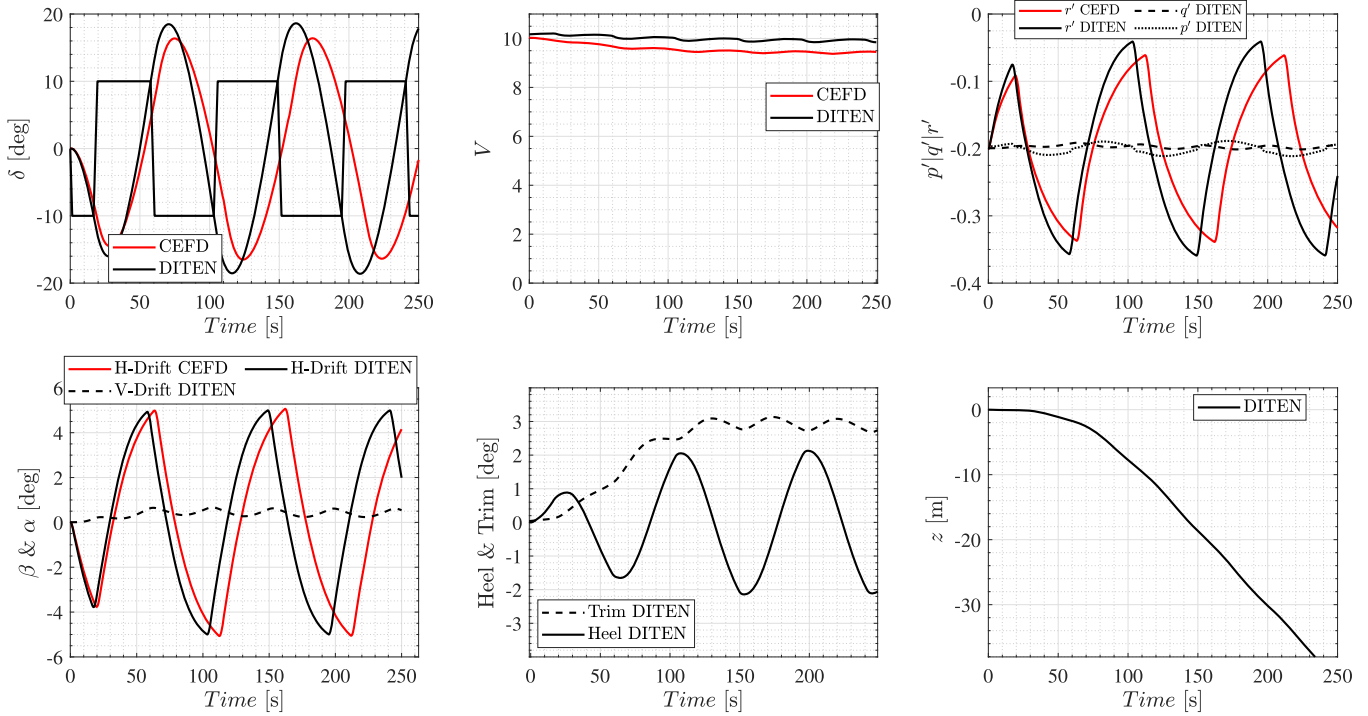 δ [deg]
20
10
0
-10
-20
CEFD
DITEN
0 50 100 150 200 250
Time [s]
V
10
8
6
4
2
0
CEFD
DITEN
0 50 100 150 200 250
Time [s]
r′ CEFD q′ DITEN
r′ DITEN p′ DITEN
p′|q′|r′
-0
-0.1
-0.2
-0.3
-0.4
0 50 100 150 200 250
Time [s]
H-Drift CEFD H-Drift DITEN
V-Drift DITEN
β & α [deg]
6
4
2
0
-2
-4
-6
0 50 100 150 200 250
Time [s]
Heel & Trim [deg]
3
2
1
0
-1
-2
-3
Trim DITEN
Heel DITEN
0 50 100 150 200 250
Time [s]
DITEN
z [m]
0
-10
-20
-30
0 50 100 150 200 250
Time [s]